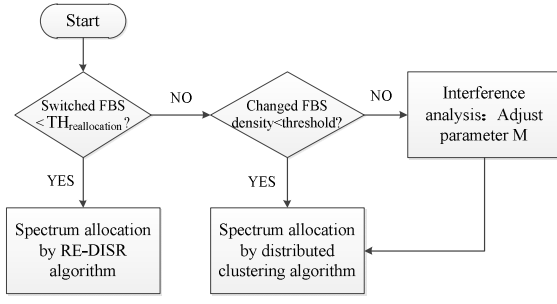 Start
Switched FBS
< THreallocation ?
NO
Changed FBS
density<threshold?
NO
Interference
analysis：Adjust
parameter M
YES
YES
Spectrum allocation
by RE-DISR
algorithm
Spectrum allocation
by distributed
clustering algorithm